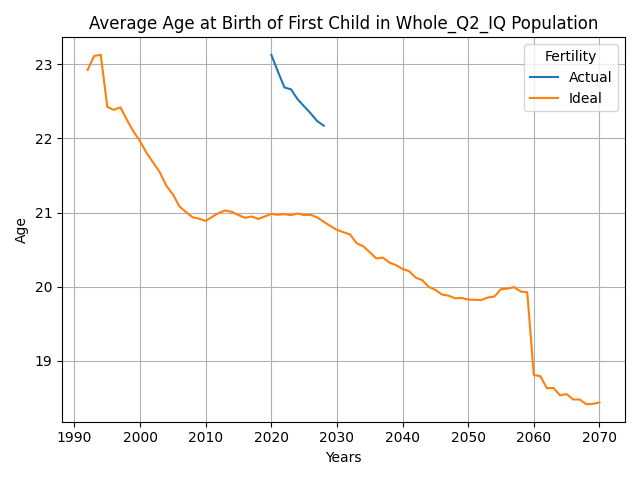 Average Age at Birth of First Child in Whole_Q2_IQ Population
Fertility
Actual
Ideal
Age
23
22
21
20
19
1990 2000 2010 2020 2030 2040 2050 2060 2070
Years